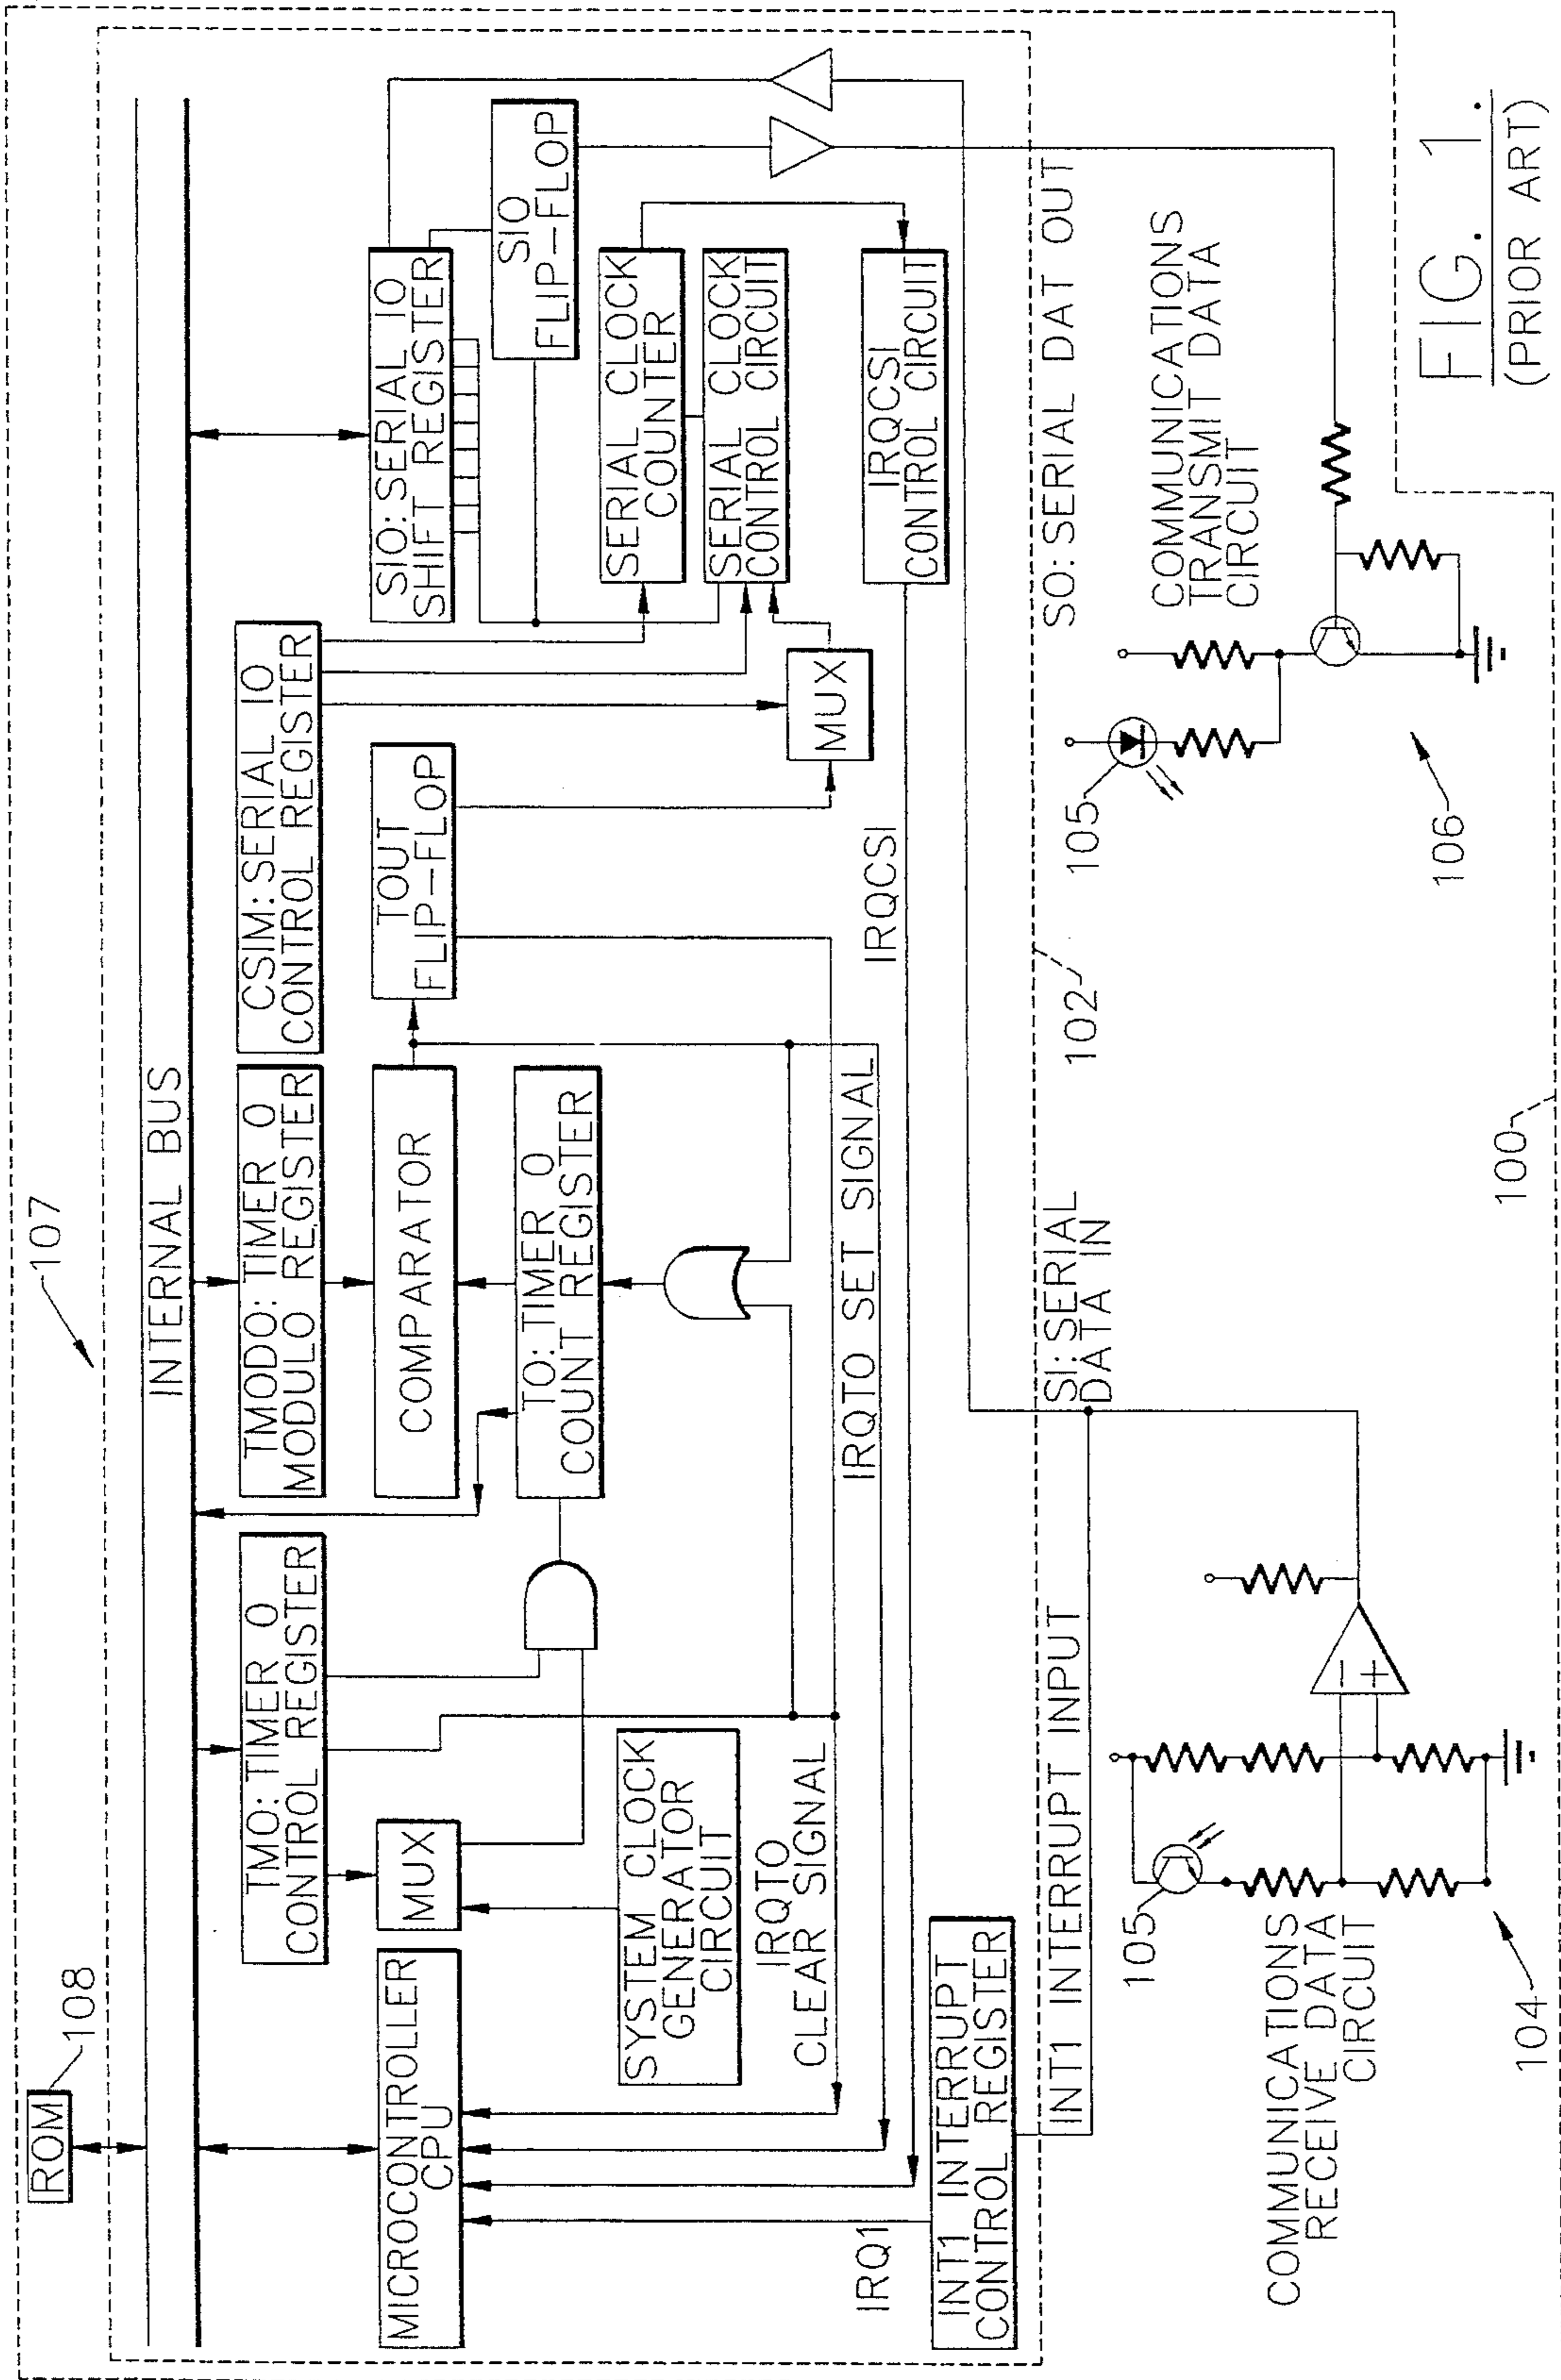 107
ROM
108
INTERNAL BUS
TMO: TIMER 0
CONTROL REGISTER
TMODO: TIMER 0
MODULO REGISTER
CSIM: SERIAL IO
CONTROL REGISTER
SIO: SERIAL IO
SHIFT REGISTER
MICROCONTROLLER
CPU
MUX
COMPARATOR
TOUT
FLIP-FLOP
SIO
FLIP-FLOP
TO: TIMER 0
COUNT REGISTER
SERIAL CLOCK
COUNTER
SYSTEM CLOCK
GENERATOR
CIRCUIT
SERIAL CLOCK
CONTROL CIRCUIT
MUX
IRQTO
CLEAR SIGNAL
IRQTO SET SIGNAL
IRQCSI
IRQCSI
CONTROL CIRCUIT
IRQ1
INT1 INTERRUPT
CONTROL REGISTER
INT1 INTERRUPT INPUT
SI: SERIAL
DATA IN
102
SO: SERIAL DAT OUT
105
COMMUNICATIONS
RECEIVE DATA
CIRCUIT
104
105
COMMUNICATIONS
TRANSMIT DATA
CIRCUIT
106
100
FIG. 1.
(PRIOR ART)